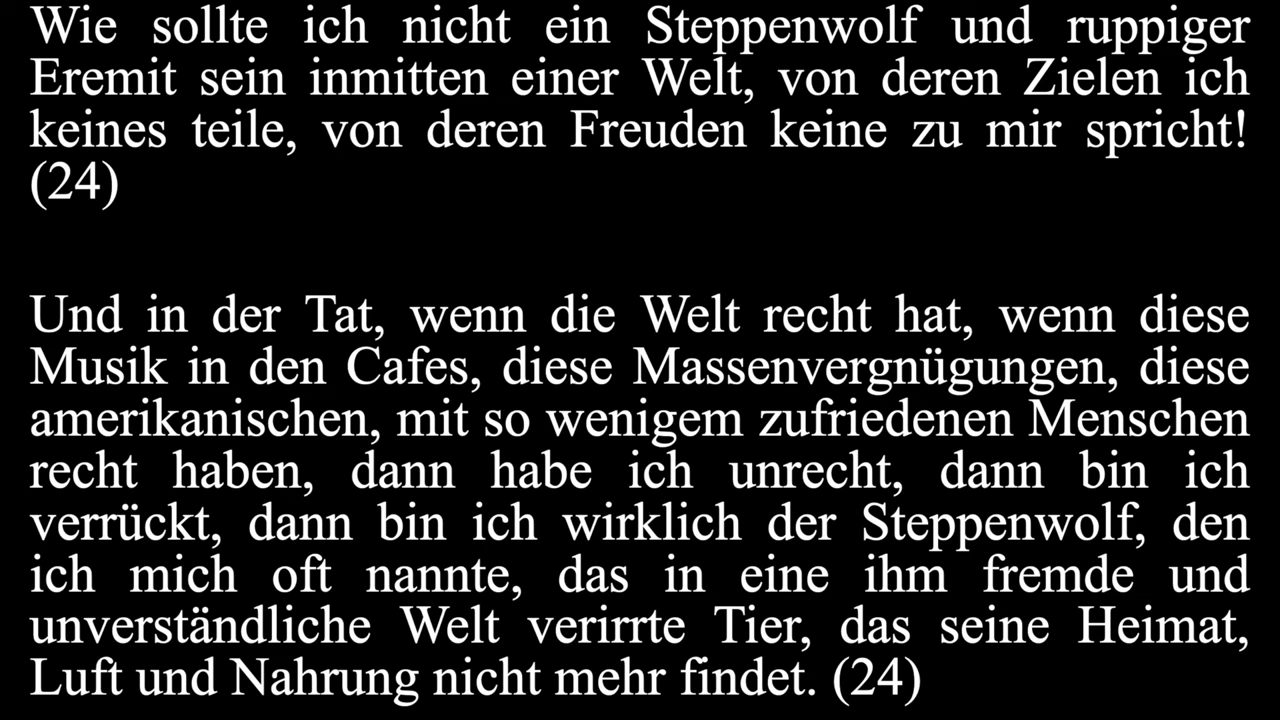 Wie sollte ich nicht ein Steppenwolf und ruppiger
Eremit sein inmitten einer Welt, von deren Zielen ich
keines teile, von deren Freuden keine zu mir spricht!
(24)
Und in der Tat, wenn die Welt recht hat, wenn diese
Musik in den Cafes, diese Massenvergnügungen, diese
amerikanischen, mit so wenigem zufriedenen Menschen
recht haben, dann habe ich unrecht, dann bin ich
verrückt, dann bin ich wirklich der Steppenwolf, den
ich mich oft nannte, das in eine ihm fremde und
unverständliche Welt verirrte Tier, das seine Heimat,
Luft und Nahrung nicht mehr findet. (24)